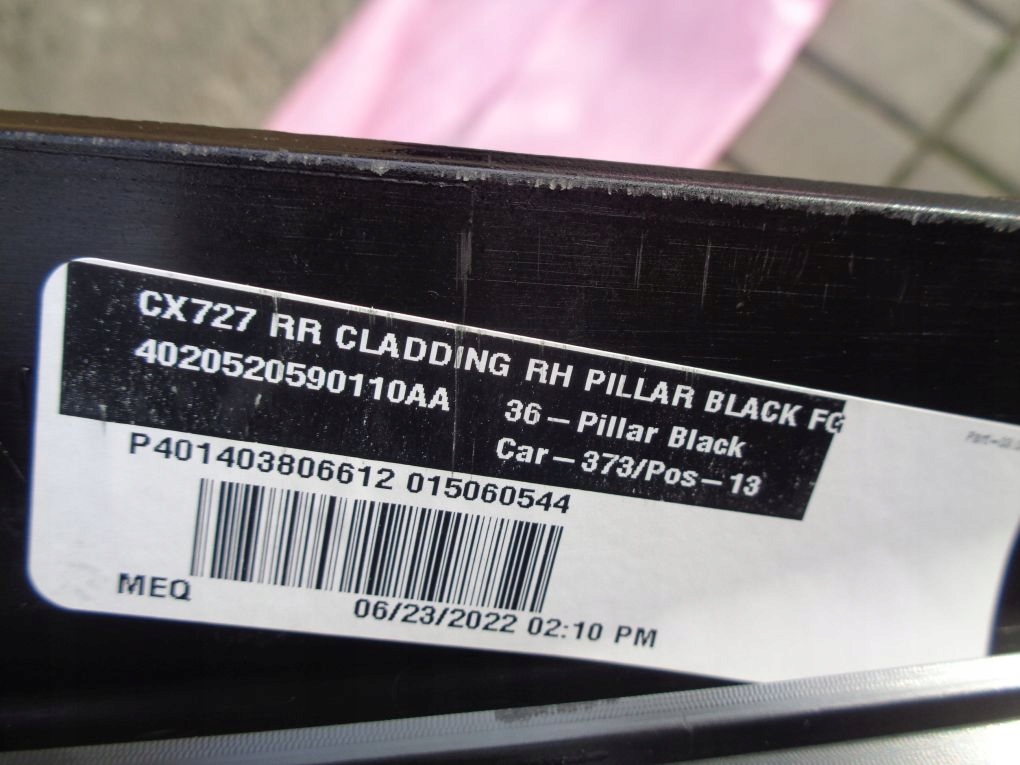 CX727 RR CLADDING RH PILLAR BLACK FG
4020520590110AA
36-Pillar Black
Car-373/Pos-13
P401403806612 015060544
MEQ
06/23/2022 02:10 PM